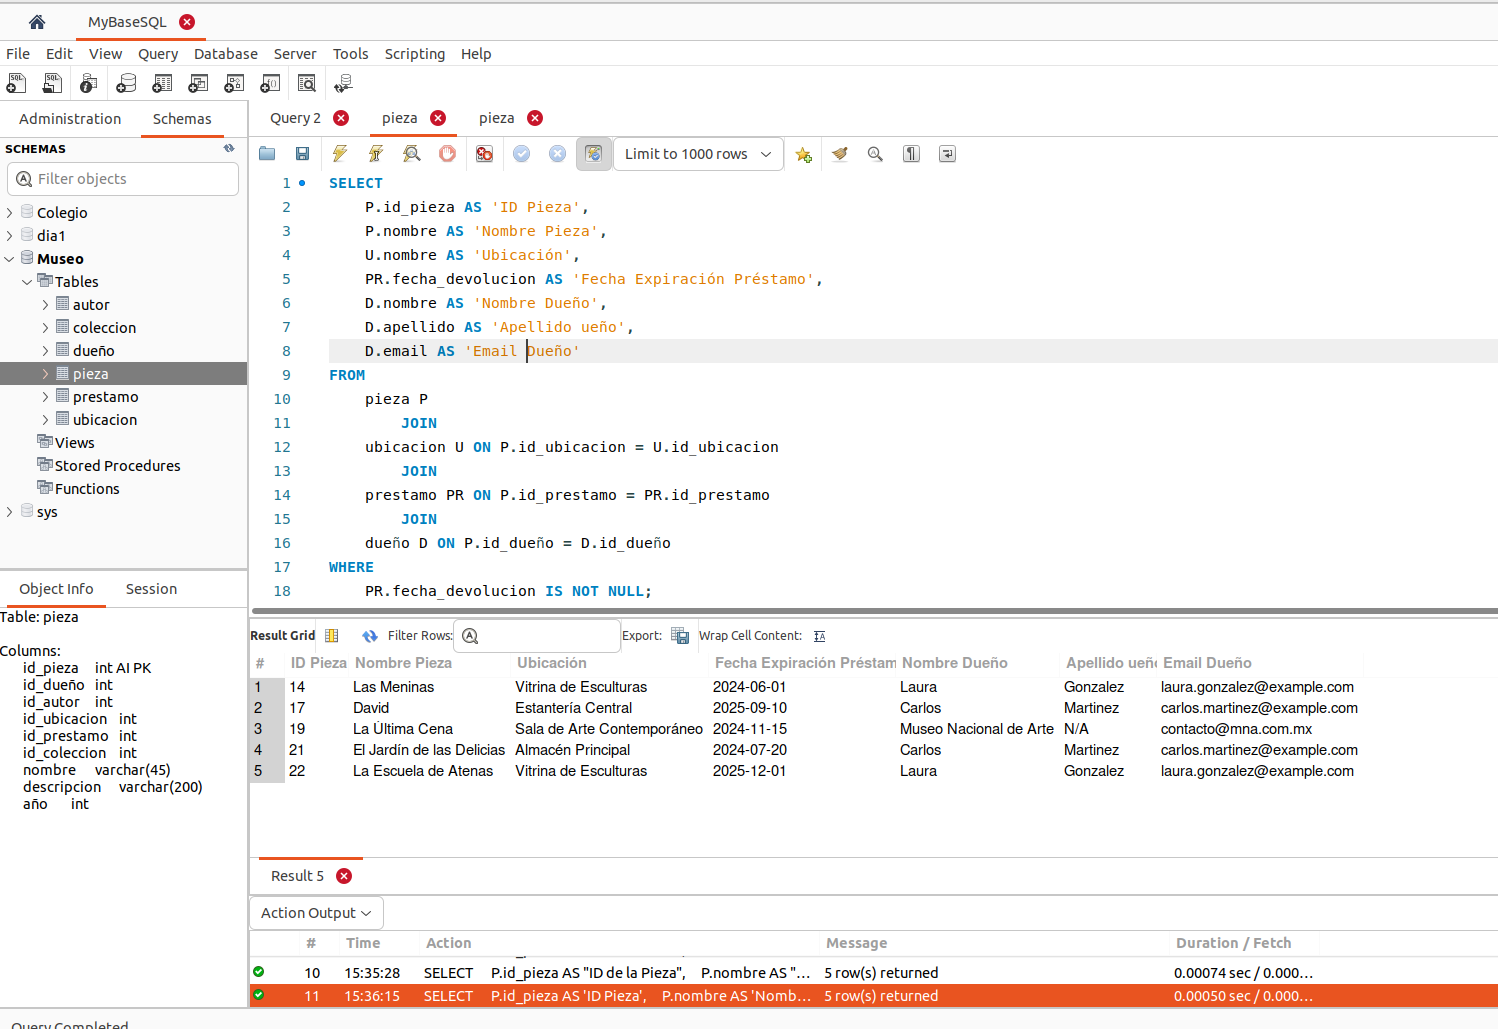 MyBaseSQL
File Edit View Query Database Server Tools Scripting Help
Administration Schemas
SCHEMAS
Filter objects
Colegio
dia1
Museo
Tables
autor
coleccion
dueño
pieza
prestamo
ubicacion
Views
Stored Procedures
Functions
sys
Object Info Session
Table: pieza
Columns:
id_pieza int AI PK
id_dueño int
id_autor int
id_ubicacion int
id_prestamo int
id_coleccion int
nombre varchar(45)
descripcion varchar(200)
año int
Query 2 pieza pieza
Limit to 1000 rows
1 SELECT
2 P.id_pieza AS 'ID Pieza',
3 P.nombre AS 'Nombre Pieza',
4 U.nombre AS 'Ubicación',
5 PR.fecha_devolucion AS 'Fecha Expiración Préstamo',
6 D.nombre AS 'Nombre Dueño',
7 D.apellido AS 'Apellido ueño',
8 D.email AS 'Email Dueño'
9 FROM
10 pieza P
11 JOIN
12 ubicacion U ON P.id_ubicacion = U.id_ubicacion
13 JOIN
14 prestamo PR ON P.id_prestamo = PR.id_prestamo
15 JOIN
16 dueño D ON P.id_dueño = D.id_dueño
17 WHERE
18 PR.fecha_devolucion IS NOT NULL;
Result Grid Filter Rows: Export: Wrap Cell Content:
# ID Pieza Nombre Pieza Ubicación Fecha Expiración Préstam Nombre Dueño Apellido ueñ Email Dueño
1 14 Las Meninas Vitrina de Esculturas 2024-06-01 Laura Gonzalez laura.gonzalez@example.com
2 17 David Estantería Central 2025-09-10 Carlos Martinez carlos.martinez@example.com
3 19 La Última Cena Sala de Arte Contemporáneo 2024-11-15 Museo Nacional de Arte N/A contacto@mna.com.mx
4 21 El Jardín de las Delicias Almacén Principal 2024-07-20 Carlos Martinez carlos.martinez@example.com
5 22 La Escuela de Atenas Vitrina de Esculturas 2025-12-01 Laura Gonzalez laura.gonzalez@example.com
Result 5
Action Output
# Time Action Message Duration / Fetch
10 15:35:28 SELECT P.id_pieza AS "ID de la Pieza", P.nombre AS "... 5 row(s) returned 0.00074 sec / 0.000...
11 15:36:15 SELECT P.id_pieza AS 'ID Pieza', P.nombre AS 'Nomb... 5 row(s) returned 0.00050 sec / 0.000...
Query Completed